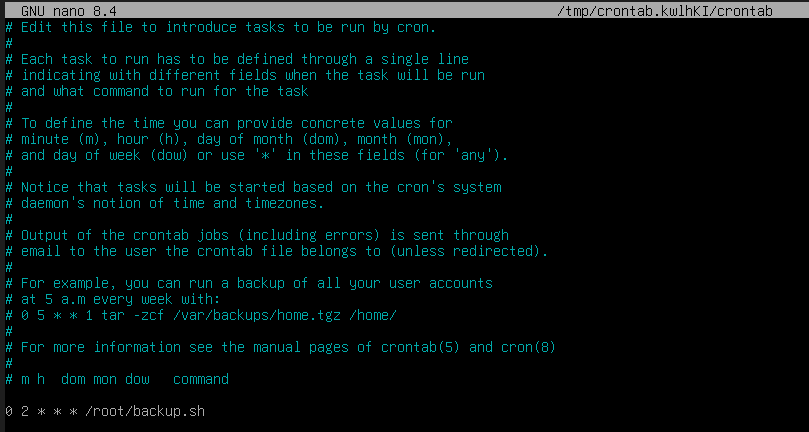 GNU nano 8.4 /tmp/crontab.kwlhKI/crontab
# Edit this file to introduce tasks to be run by cron.
#
# Each task to run has to be defined through a single line
# indicating with different fields when the task will be run
# and what command to run for the task
#
# To define the time you can provide concrete values for
# minute (m), hour (h), day of month (dom), month (mon),
# and day of week (dow) or use '*' in these fields (for 'any').
#
# Notice that tasks will be started based on the cron's system
# daemon's notion of time and timezones.
#
# Output of the crontab jobs (including errors) is sent through
# email to the user the crontab file belongs to (unless redirected).
#
# For example, you can run a backup of all your user accounts
# at 5 a.m every week with:
# 0 5 * * 1 tar -zcf /var/backups/home.tgz /home/
#
# For more information see the manual pages of crontab(5) and cron(8)
#
# m h  dom mon dow   command

0 2 * * * /root/backup.sh